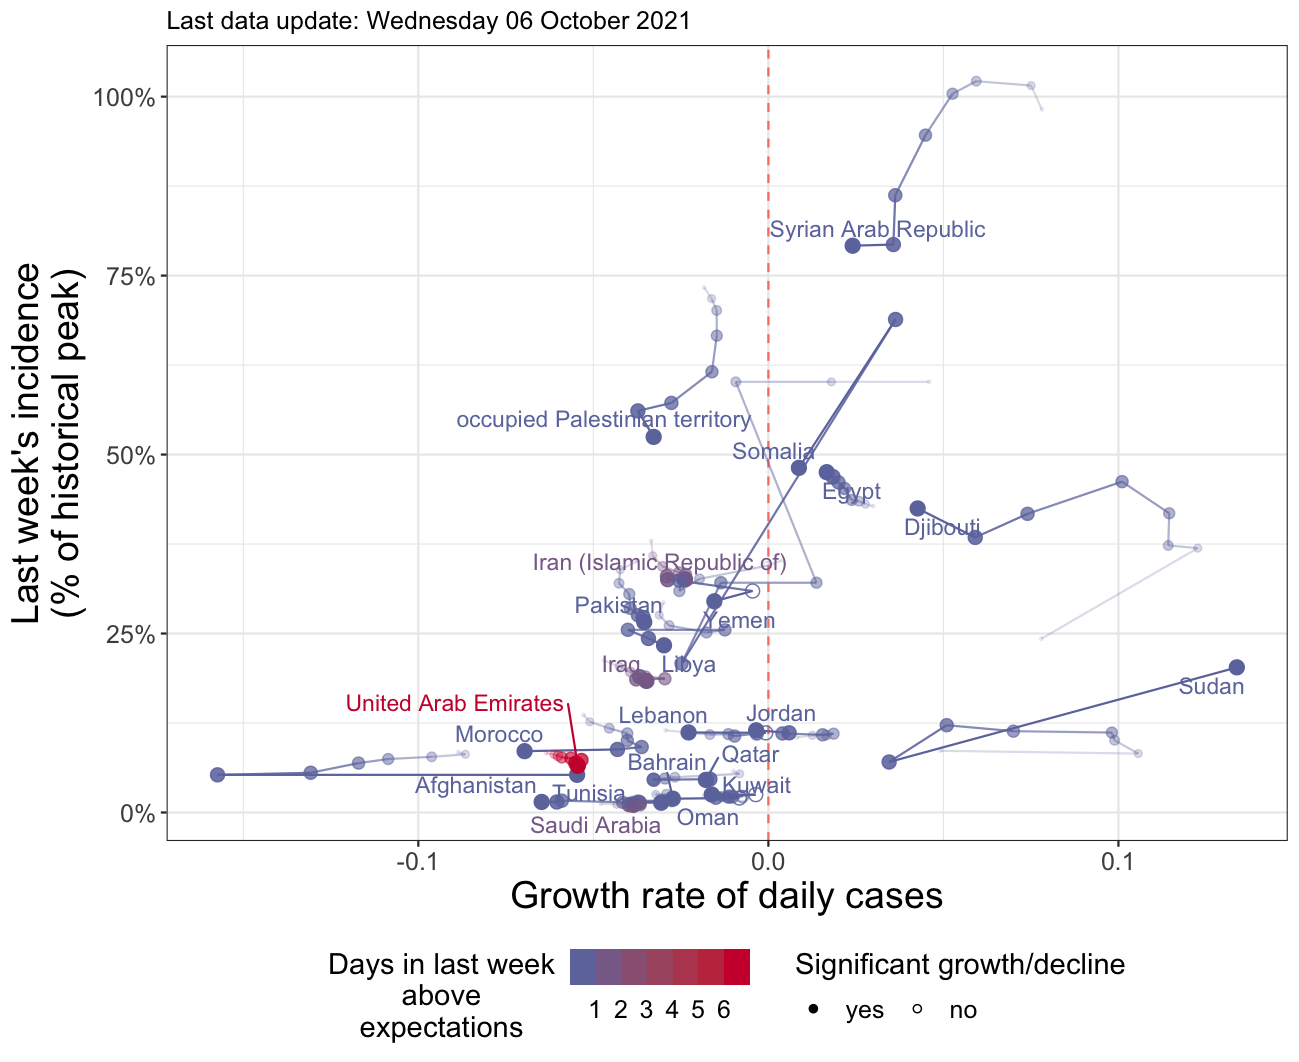 Last data update: Wednesday 06 October 2021
Last week's incidence
(% of historical peak)
100%
75%
50%
25%
0%
Syrian Arab Republic
occupied Palestinian territory
Somalia
Egypt
Djibouti
Iran (Islamic Republic of)
Pakistan
Yemen
Iraq
Libya
Sudan
United Arab Emirates
Lebanon
Jordan
Morocco
Qatar
Bahrain
Afghanistan
Tunisia
Kuwait
Saudi Arabia
Oman
-0.1
0.0
0.1
Growth rate of daily cases
Days in last week
above
expectations
1 2 3 4 5 6
Significant growth/decline
yes
no